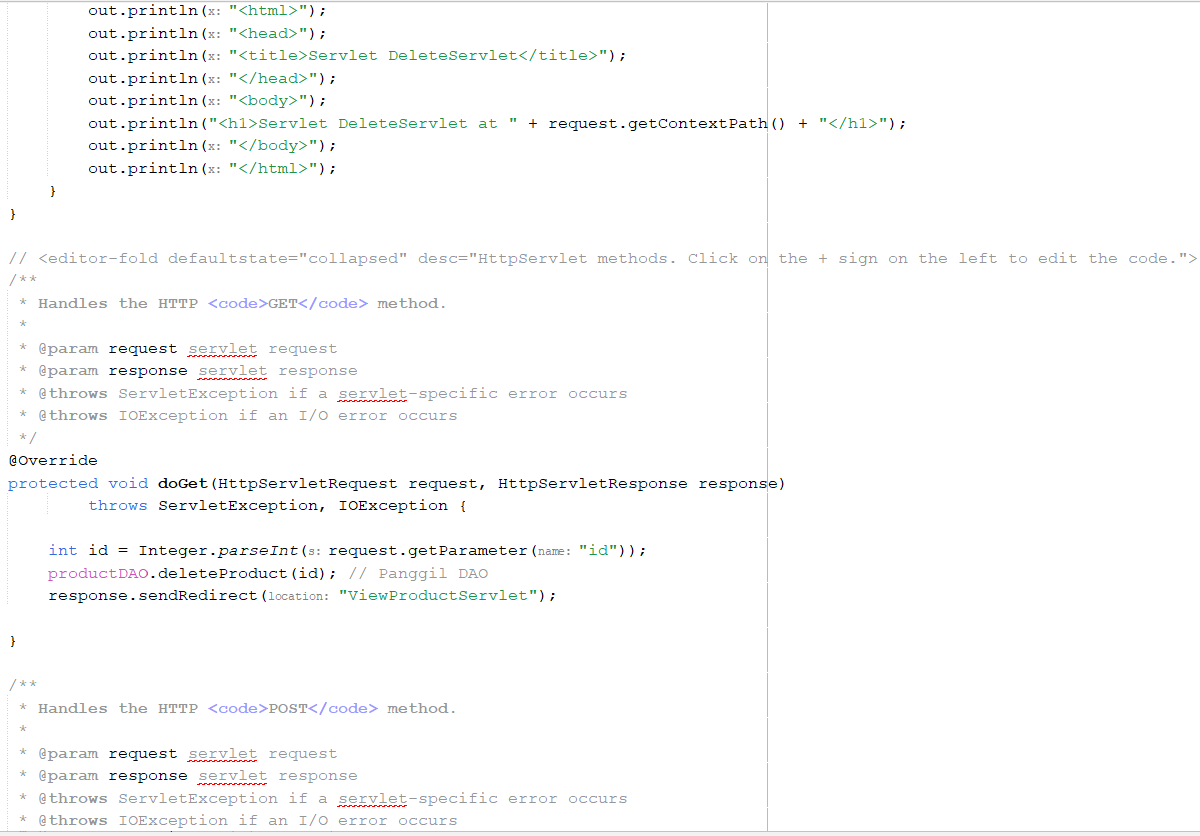 out.println(x: "<html>");
out.println(x: "<head>");
out.println(x: "<title>Servlet DeleteServlet</title>");
out.println(x: "</head>");
out.println(x: "<body>");
out.println("<h1>Servlet DeleteServlet at " + request.getContextPath() + "</h1>");
out.println(x: "</body>");
out.println(x: "</html>");
}
}
// <editor-fold defaultstate="collapsed" desc="HttpServlet methods. Click on the + sign on the left to edit the code.">
/**
* Handles the HTTP <code>GET</code> method.
*
* @param request servlet request
* @param response servlet response
* @throws ServletException if a servlet-specific error occurs
* @throws IOException if an I/O error occurs
*/
@Override
protected void doGet(HttpServletRequest request, HttpServletResponse response)
throws ServletException, IOException {
int id = Integer.parseInt(s: request.getParameter(name: "id"));
productDAO.deleteProduct(id); // Panggil DAO
response.sendRedirect(location: "ViewProductServlet");
}
/**
* Handles the HTTP <code>POST</code> method.
*
* @param request servlet request
* @param response servlet response
* @throws ServletException if a servlet-specific error occurs
* @throws IOException if an I/O error occurs